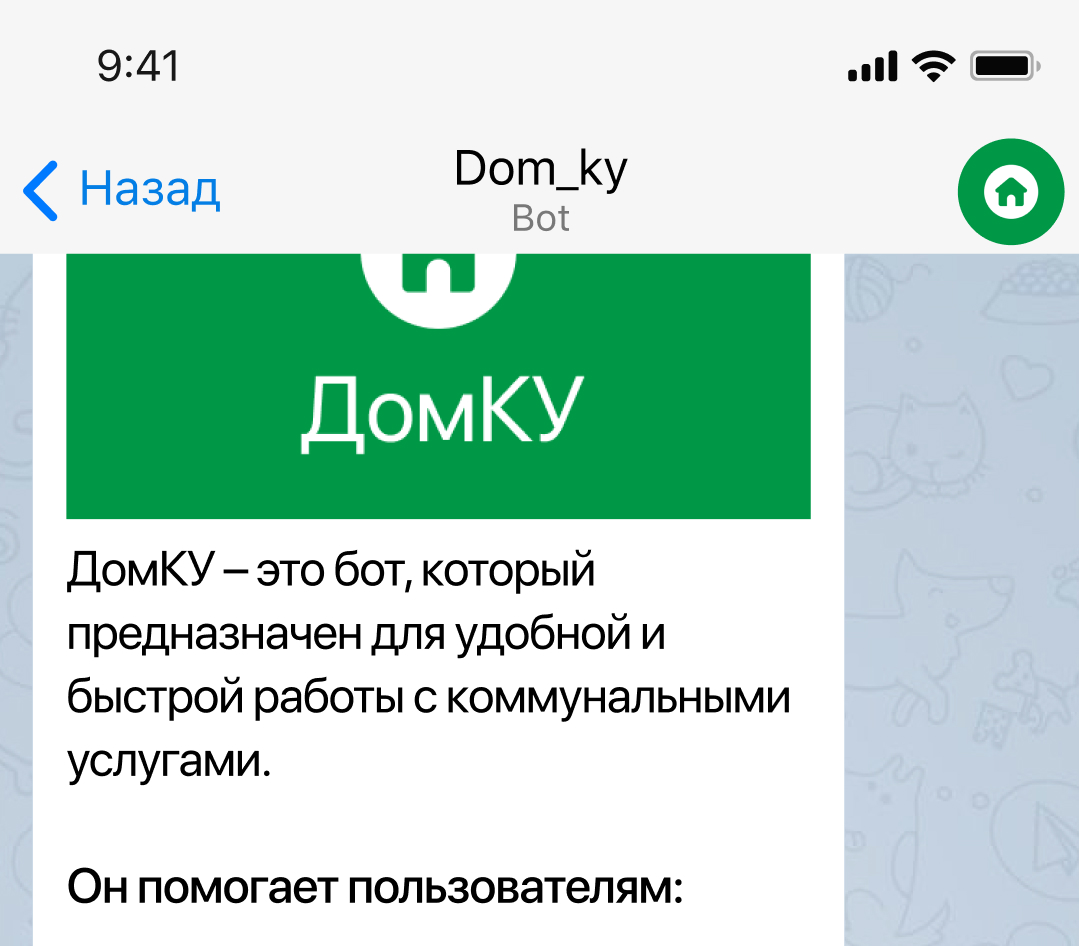 9:41
Назад
Dom_ky
Bot
ДомКУ
ДомКУ – это бот, который
предназначен для удобной и
быстрой работы с коммунальными
услугами.
Он помогает пользователям: